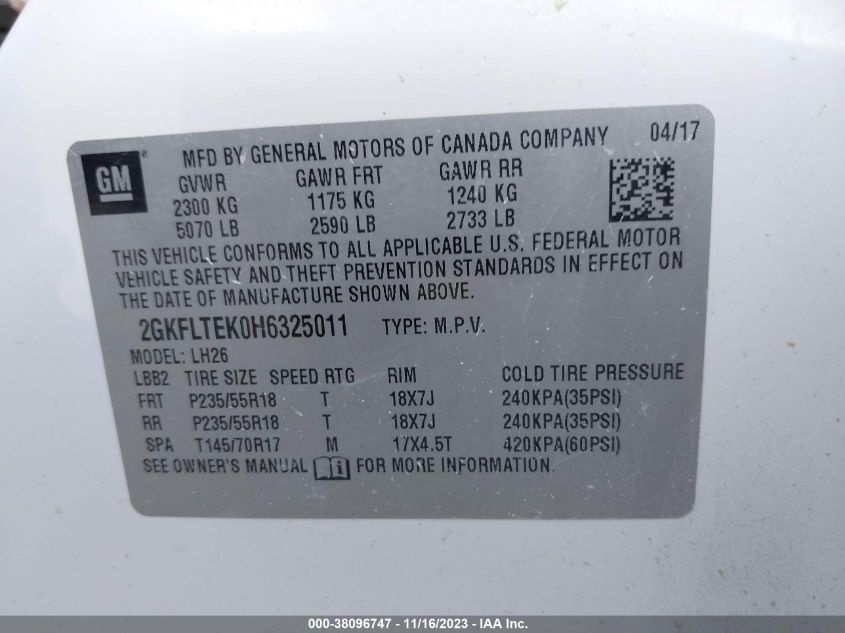 GM
MFD BY GENERAL MOTORS OF CANADA COMPANY 04/17
GVWR GAWR FRT GAWR RR
2300 KG 1175 KG 1240 KG
5070 LB 2590 LB 2733 LB
THIS VEHICLE CONFORMS TO ALL APPLICABLE U.S. FEDERAL MOTOR
VEHICLE SAFETY AND THEFT PREVENTION STANDARDS IN EFFECT ON
THE DATE OF MANUFACTURE SHOWN ABOVE.
2GKFLTEK0H6325011 TYPE: M.P.V.
MODEL: LH26
LBB2 TIRE SIZE SPEED RTG RIM COLD TIRE PRESSURE
FRT P235/55R18 T 18X7J 240KPA(35PSI)
RR P235/55R18 T 18X7J 240KPA(35PSI)
SPA T145/70R17 M 17X4.5T 420KPA(60PSI)
SEE OWNER'S MANUAL FOR MORE INFORMATION.
000-38096747 - 11/16/2023 - IAAI Inc.